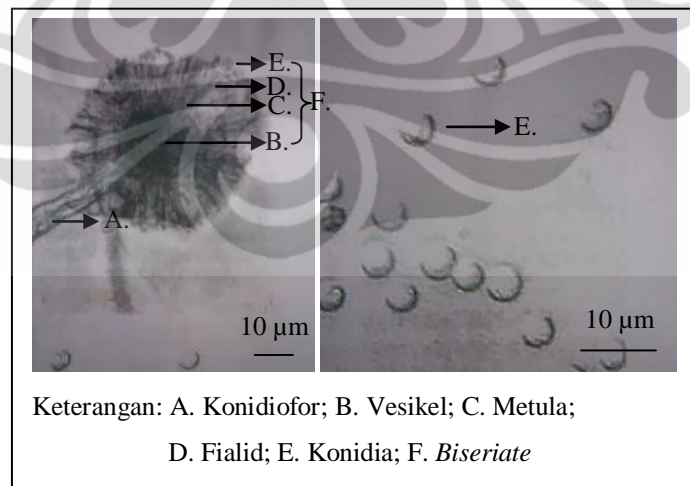 E.
D.
C.
F.
B.
A.
10 µm
E.
10 µm
Keterangan: A. Konidiofor; B. Vesikel; C. Metula;
D. Fialid; E. Konidia; F. Biseriate